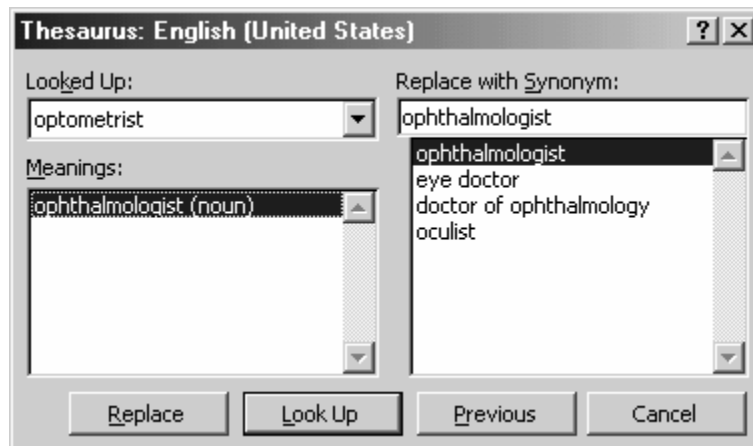 Thesaurus: English (United States)
Looked Up:
optometrist
Meanings:
ophthalmologist (noun)
Replace with Synonym:
ophthalmologist
ophthalmologist
eye doctor
doctor of ophthalmology
oculist
Replace
Look Up
Previous
Cancel